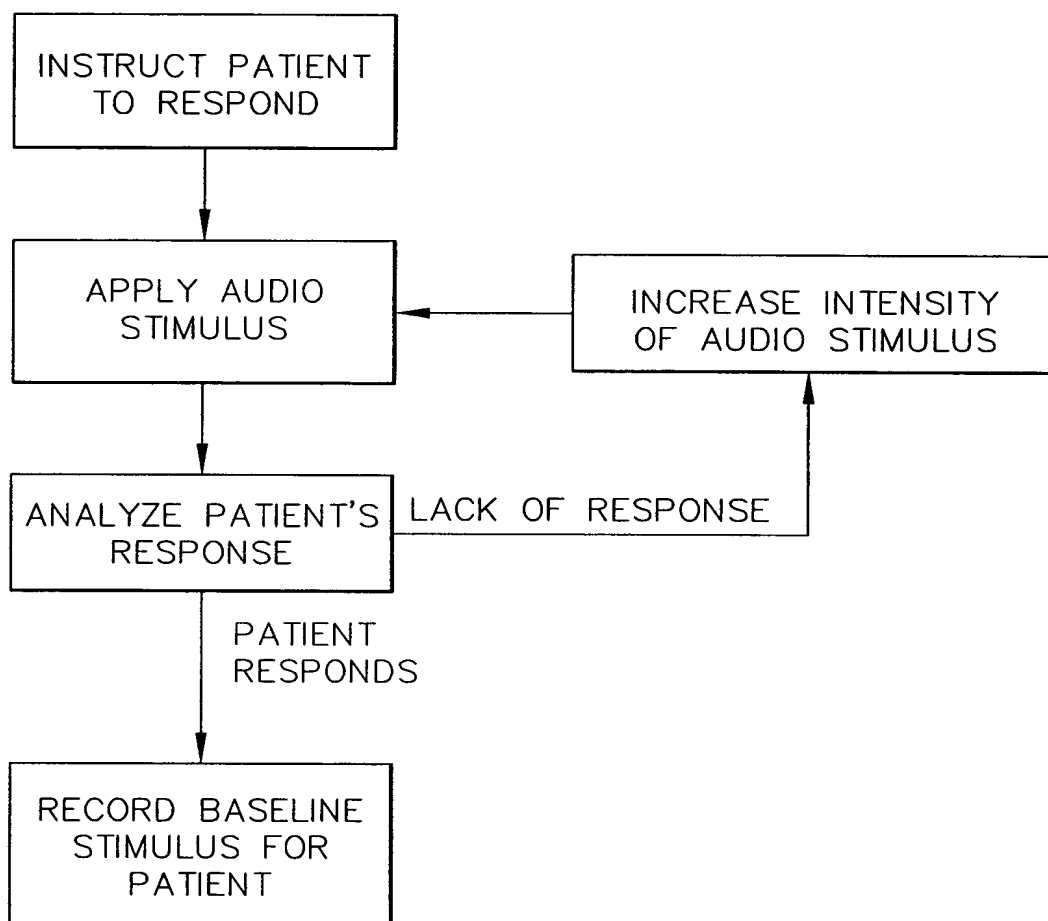 INSTRUCT PATIENT
TO RESPOND
APPLY AUDIO
STIMULUS
INCREASE INTENSITY
OF AUDIO STIMULUS
ANALYZE PATIENT'S
RESPONSE
LACK OF RESPONSE
PATIENT
RESPONDS
RECORD BASELINE
STIMULUS FOR
PATIENT